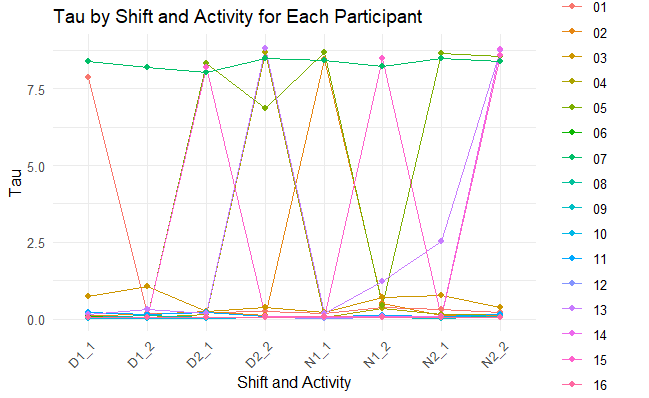 Tau by Shift and Activity for Each Participant
Tau
7.5
5.0
2.5
0.0
D1_1
D1_2
D2_1
D2_2
N1_1
N1_2
N2_1
N2_2
Shift and Activity
01
02
03
04
05
06
07
08
09
10
11
12
13
14
15
16